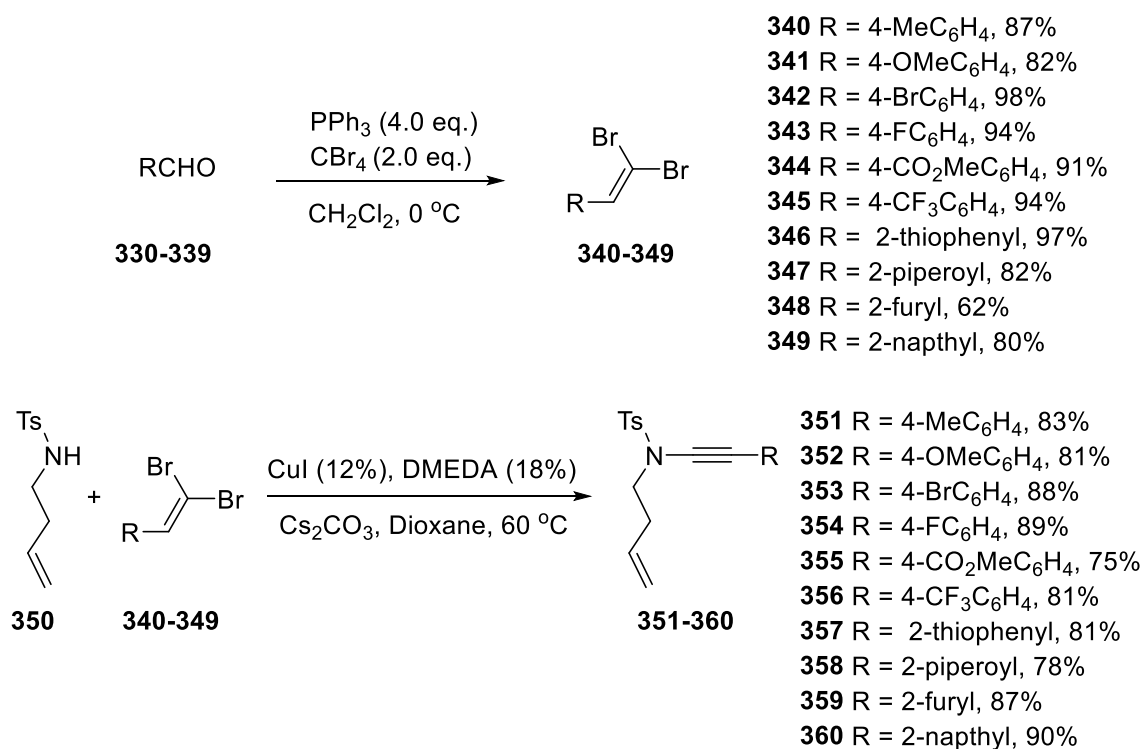 RCHO
330-339
PPh3 (4.0 eq.)
CBr4 (2.0 eq.)
CH2Cl2, 0 oC
Br
Br
R
340-349
340 R = 4-MeC6H4, 87%
341 R = 4-OMeC6H4, 82%
342 R = 4-BrC6H4, 98%
343 R = 4-FC6H4, 94%
344 R = 4-CO2MeC6H4, 91%
345 R = 4-CF3C6H4, 94%
346 R = 2-thiophenyl, 97%
347 R = 2-piperoyl, 82%
348 R = 2-furyl, 62%
349 R = 2-napthyl, 80%
Ts
NH
350
+
Br
Br
R
340-349
CuI (12%), DMEDA (18%)
Cs2CO3, Dioxane, 60 oC
Ts
N
R
351-360
351 R = 4-MeC6H4, 83%
352 R = 4-OMeC6H4, 81%
353 R = 4-BrC6H4, 88%
354 R = 4-FC6H4, 89%
355 R = 4-CO2MeC6H4, 75%
356 R = 4-CF3C6H4, 81%
357 R = 2-thiophenyl, 81%
358 R = 2-piperoyl, 78%
359 R = 2-furyl, 87%
360 R = 2-napthyl, 90%